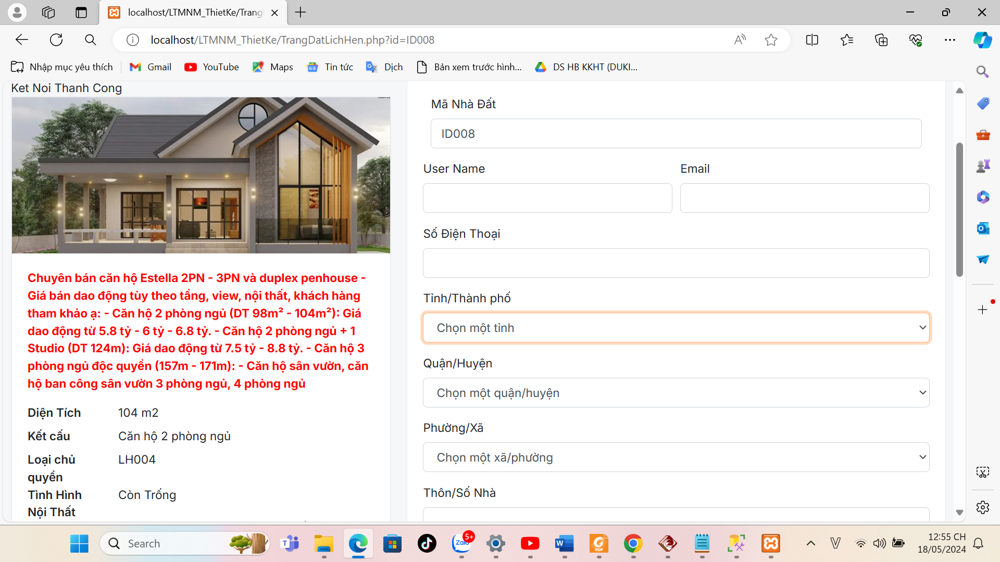 localhost/LTMNM_ThietKe/Trang
localhost/LTMNM_ThietKe/TrangDatLichHen.php?id=ID008
Nhập mục yêu thích
Gmail
YouTube
Maps
Tin tức
Dịch
Bản xem trước hình...
DS HB KKHT (DUKI...
Ket Noi Thanh Cong
Chuyên bán căn hộ Estella 2PN - 3PN và duplex penhouse -
Giá bán dao động tùy theo tầng, view, nội thất, khách hàng
tham khảo ạ: - Căn hộ 2 phòng ngủ (DT 98m² - 104m²): Giá
dao động từ 5.8 tỷ - 6 tỷ - 6.8 tỷ. - Căn hộ 2 phòng ngủ + 1
Studio (DT 124m): Giá dao động từ 7.5 tỷ - 8.8 tỷ. - Căn hộ 3
phòng ngủ độc quyền (157m - 171m): - Căn hộ sân vườn, căn
hộ ban công sân vườn 3 phòng ngủ, 4 phòng ngủ
Diện Tích 104 m2
Kết cấu Căn hộ 2 phòng ngủ
Loại chủ LH004
quyền
Tình Hình Còn Trống
Nội Thất
Mã Nhà Đất
ID008
User Name
Email
Số Điện Thoại
Tỉnh/Thành phố
Chọn một tỉnh
Quận/Huyện
Chọn một quận/huyện
Phường/Xã
Chọn một xã/phường
Thôn/Số Nhà
Search
5+
Zalo
PDF
V
12:55 CH
18/05/2024